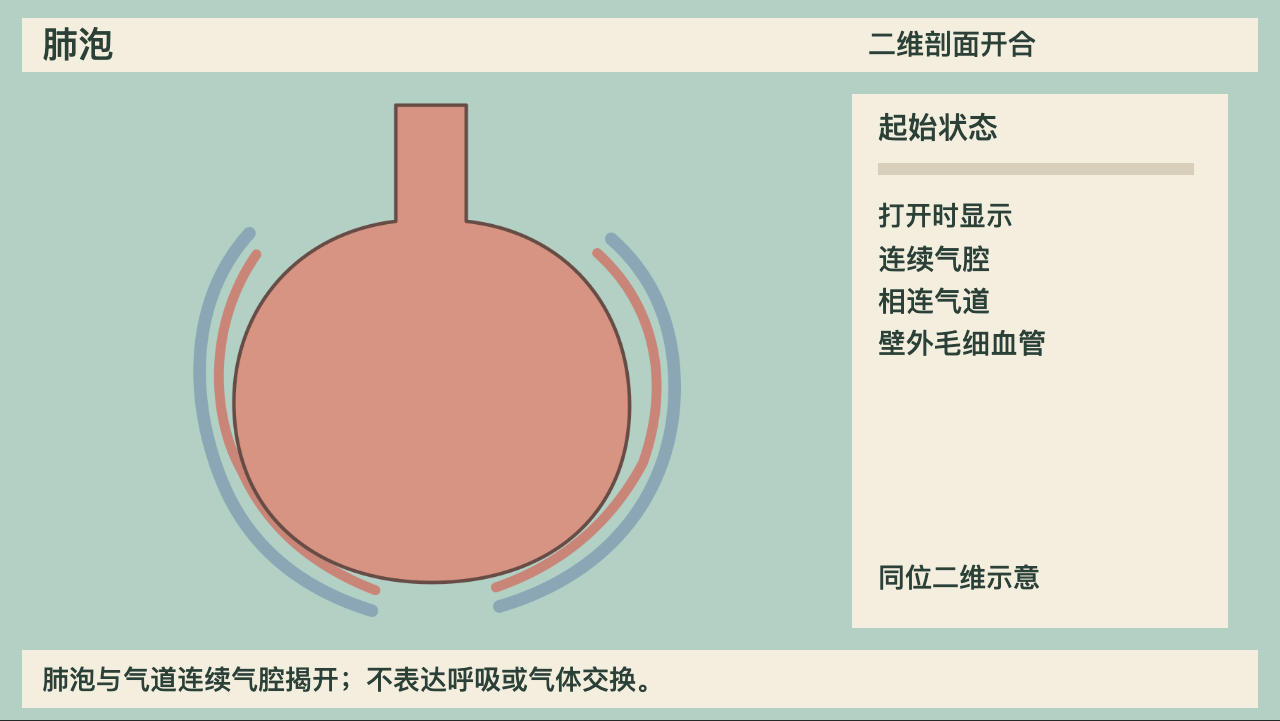 肺泡
二维剖面开合
起始状态
打开时显示
连续气腔
相连气道
壁外毛细血管
同位二维示意
肺泡与气道连续气腔揭开；不表达呼吸或气体交换。